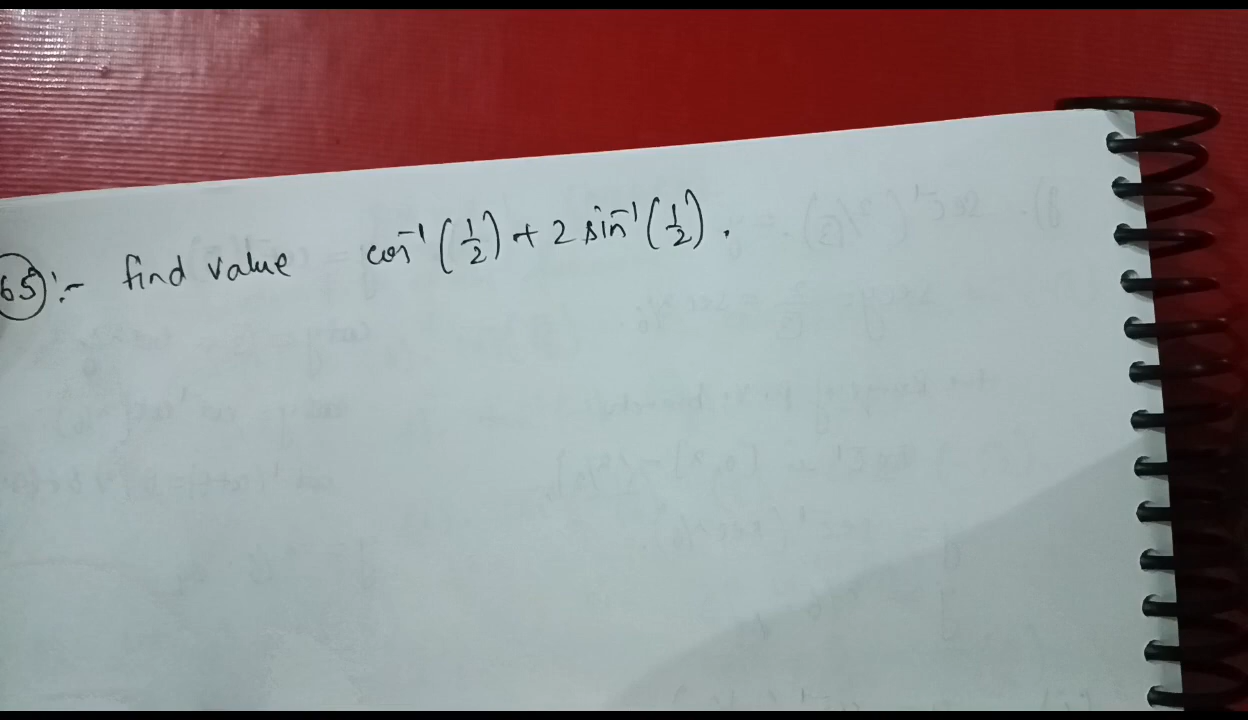 65 :- find value cos⁻¹(1/2) + 2 sin⁻¹(1/2).